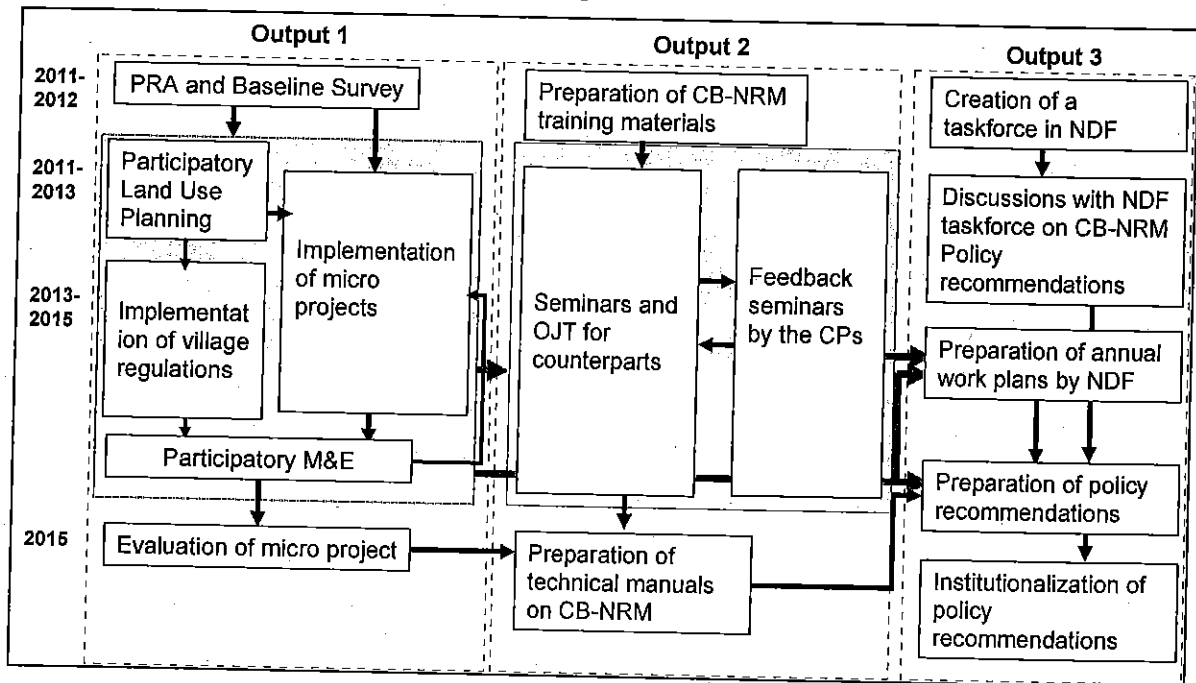 Output 1
2011-
2012
PRA and Baseline Survey
2011-
2013
Participatory
Land Use
Planning
2013-
2015
Implementat
ion of village
regulations
Implementation
of micro
projects
Participatory M&E
2015
Evaluation of micro project
Output 2
Preparation of CB-NRM
training materials
Seminars and
OJT for
counterparts
Feedback
seminars
by the CPs
Preparation of
technical manuals
on CB-NRM
Output 3
Creation of a
taskforce in NDF
Discussions with NDF
taskforce on CB-NRM
Policy
recommendations
Preparation of annual
work plans by NDF
Preparation of policy
recommendations
Institutionalization of
policy
recommendations